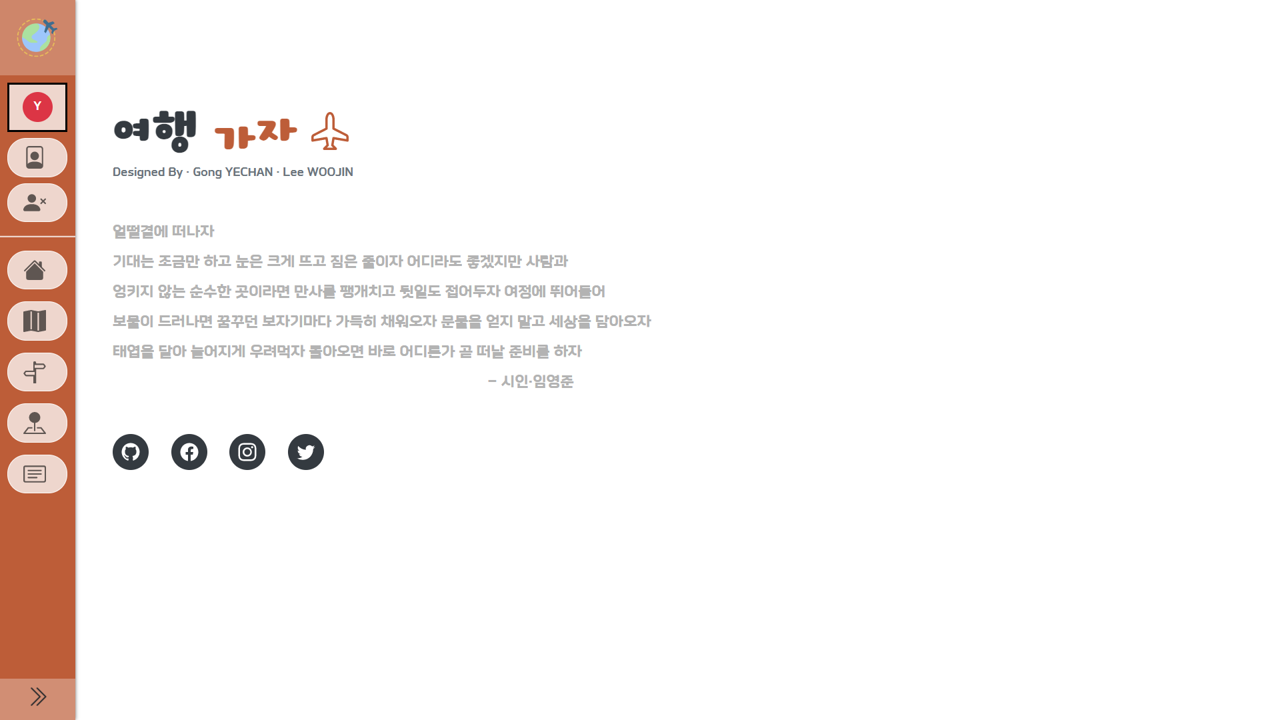 Y
여행 가자
Designed By · Gong YECHAN · Lee WOOJIN
얼떨결에 떠나자
기대는 조금만 하고 눈은 크게 뜨고 짐은 줄이자 어디라도 좋겠지만 사람과
엉키지 않는 순수한 곳이라면 만사를 팽개치고 뒷일도 접어두자 여정에 뛰어들어
보물이 드러나면 꿈꾸던 보자기마다 가득히 채워오자 문물을 얻지 말고 세상을 담아오자
태엽을 달아 늘어지게 우려먹자 돌아오면 바로 어디론가 곧 떠날 준비를 하자
- 시인·임영준